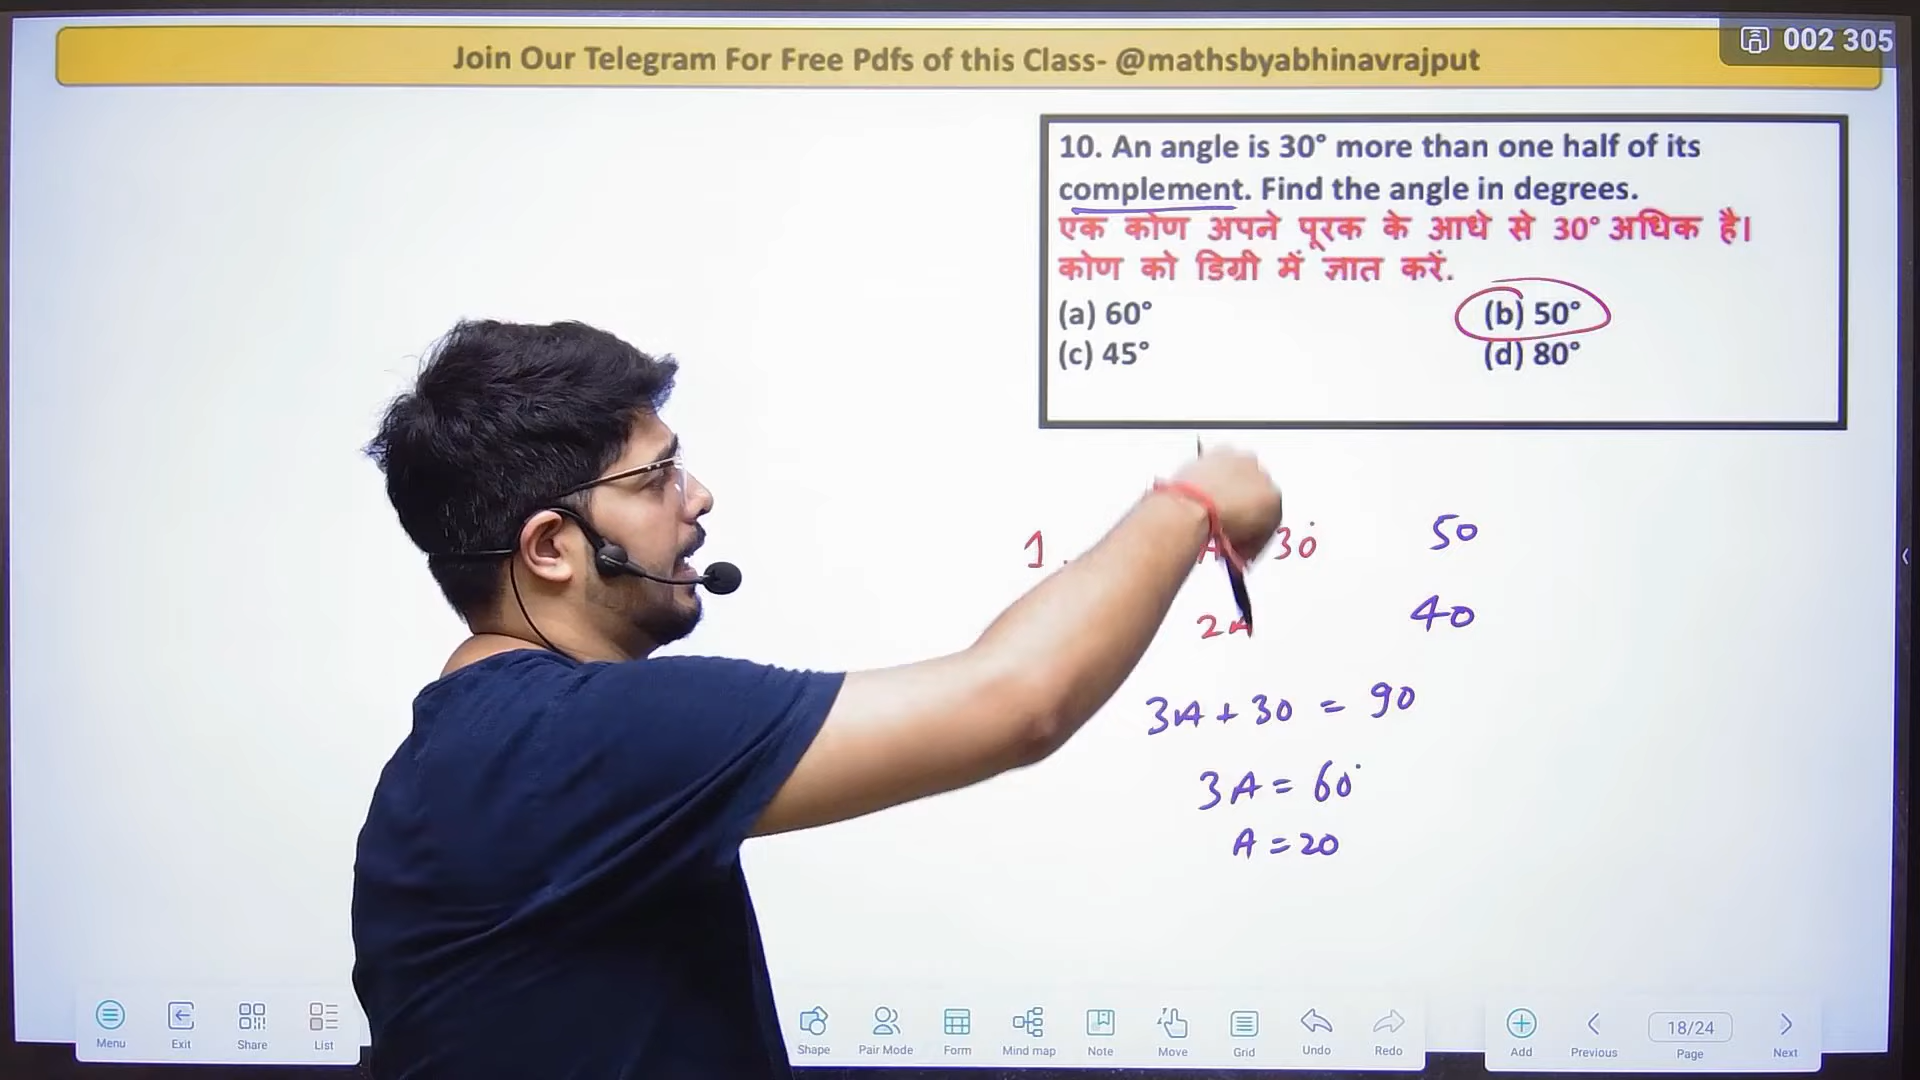 002 305
Join Our Telegram For Free Pdfs of this Class- @mathsbyabhinavrajput
10. An angle is 30° more than one half of its
complement. Find the angle in degrees.
एक कोण अपने पूरक के आधे से 30° अधिक है।
कोण को डिग्री में ज्ञात करें.
(a) 60° (b) 50°
(c) 45° (d) 80°
1. 30° 50
2A 40
3A + 30 = 90
3A = 60°
A = 20
Menu Exit Share List Shape Pair Mode Form Mind map Note Move Grid Undo Redo Add Previous 18/24 Page Next